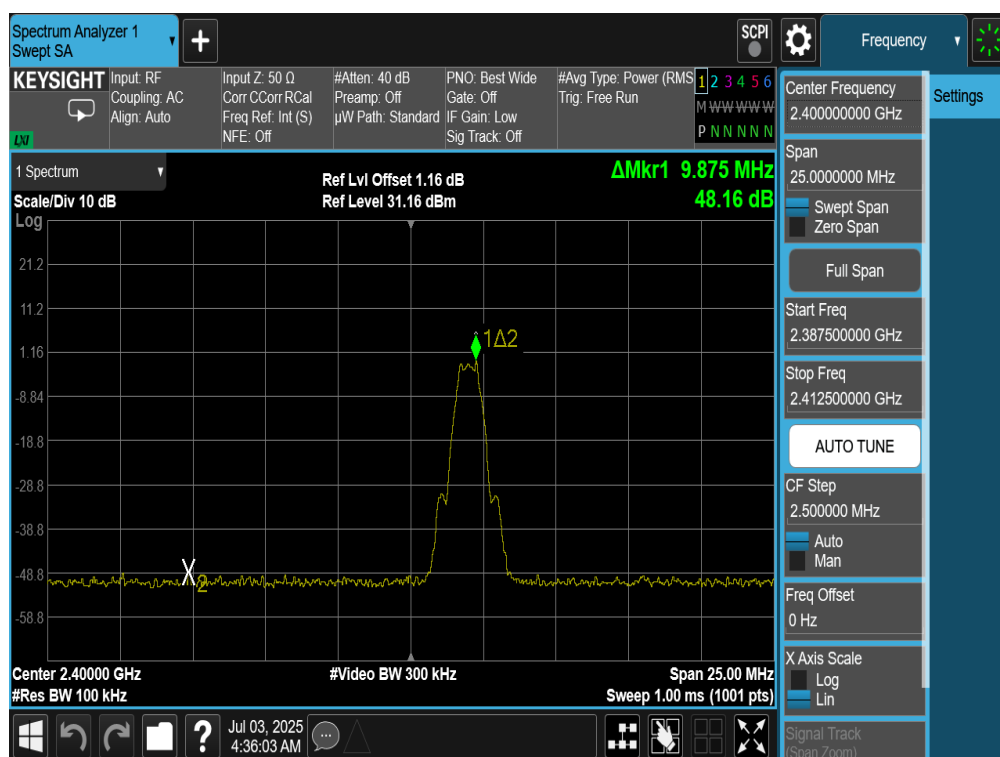 Spectrum Analyzer 1
Swept SA
+
SCPI
Frequency
KEYSIGHT
LXI
Input: RF
Coupling: AC
Align: Auto
Input Z: 50 Ω
Corr CCorr RCal
Freq Ref: Int (S)
NFE: Off
#Atten: 40 dB
Preamp: Off
µW Path: Standard
PNO: Best Wide
Gate: Off
IF Gain: Low
Sig Track: Off
#Avg Type: Power (RMS
Trig: Free Run
1 2 3 4 5 6
M W W W W W
P N N N N N
1 Spectrum
Scale/Div 10 dB
Log
Ref Lvl Offset 1.16 dB
Ref Level 31.16 dBm
ΔMkr1 9.875 MHz
48.16 dB
21.2
11.2
1.16
-8.84
-18.8
-28.8
-38.8
-48.8
-58.8
1Δ2
X2
Center 2.40000 GHz
#Res BW 100 kHz
#Video BW 300 kHz
Span 25.00 MHz
Sweep 1.00 ms (1001 pts)
Center Frequency
2.400000000 GHz
Span
25.0000000 MHz
Swept Span
Zero Span
Full Span
Start Freq
2.387500000 GHz
Stop Freq
2.412500000 GHz
AUTO TUNE
CF Step
2.500000 MHz
Auto
Man
Freq Offset
0 Hz
X Axis Scale
Log
Lin
Signal Track
(Span Zoom)
Settings
?
Jul 03, 2025
4:36:03 AM